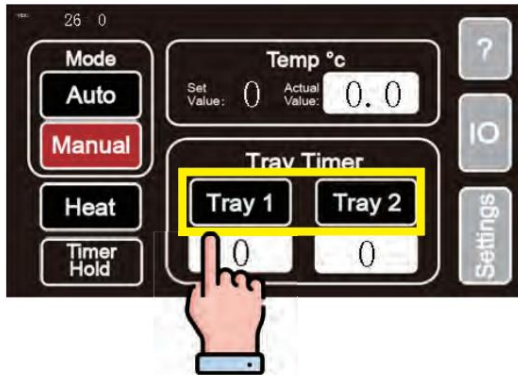 26 0
Mode
Auto
Manual
Heat
Timer
Hold
Temp °c
Set
Value: 0
Actual
Value: 0.0
Tray Timer
Tray 1 Tray 2
0 0
?
IO
Settings